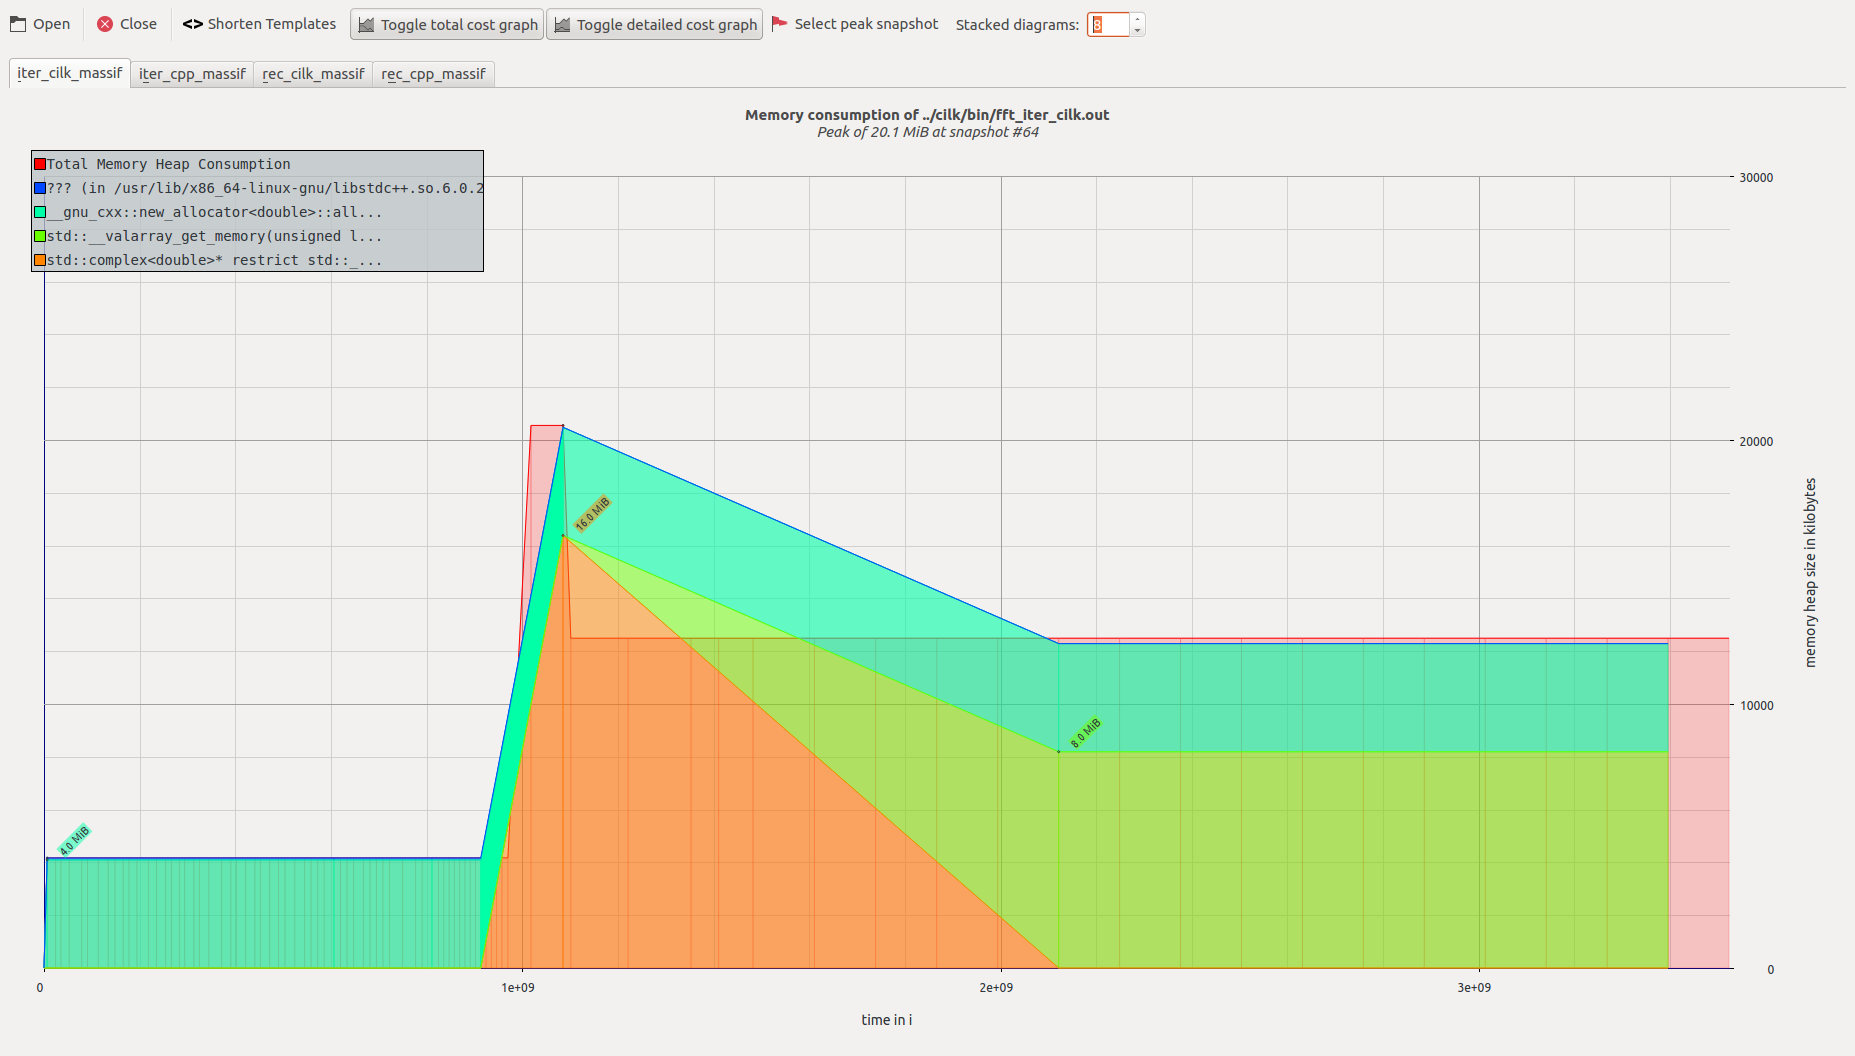 Open Close <> Shorten Templates Toggle total cost graph Toggle detailed cost graph Select peak snapshot Stacked diagrams: 8
iter_cilk_massif iter_cpp_massif rec_cilk_massif rec_cpp_massif
Memory consumption of ../cilk/bin/fft_iter_cilk.out
Peak of 20.1 MiB at snapshot #64
Total Memory Heap Consumption
??? (in /usr/lib/x86_64-linux-gnu/libstdc++.so.6.0.2
__gnu_cxx::new_allocator<double>::all...
std::__valarray_get_memory(unsigned l...
std::complex<double>* restrict std::_...
30000
20000
10000
0
memory heap size in kilobytes
16.0 MiB
8.0 MiB
4.0 MiB
0 1e+09 2e+09 3e+09
time in i